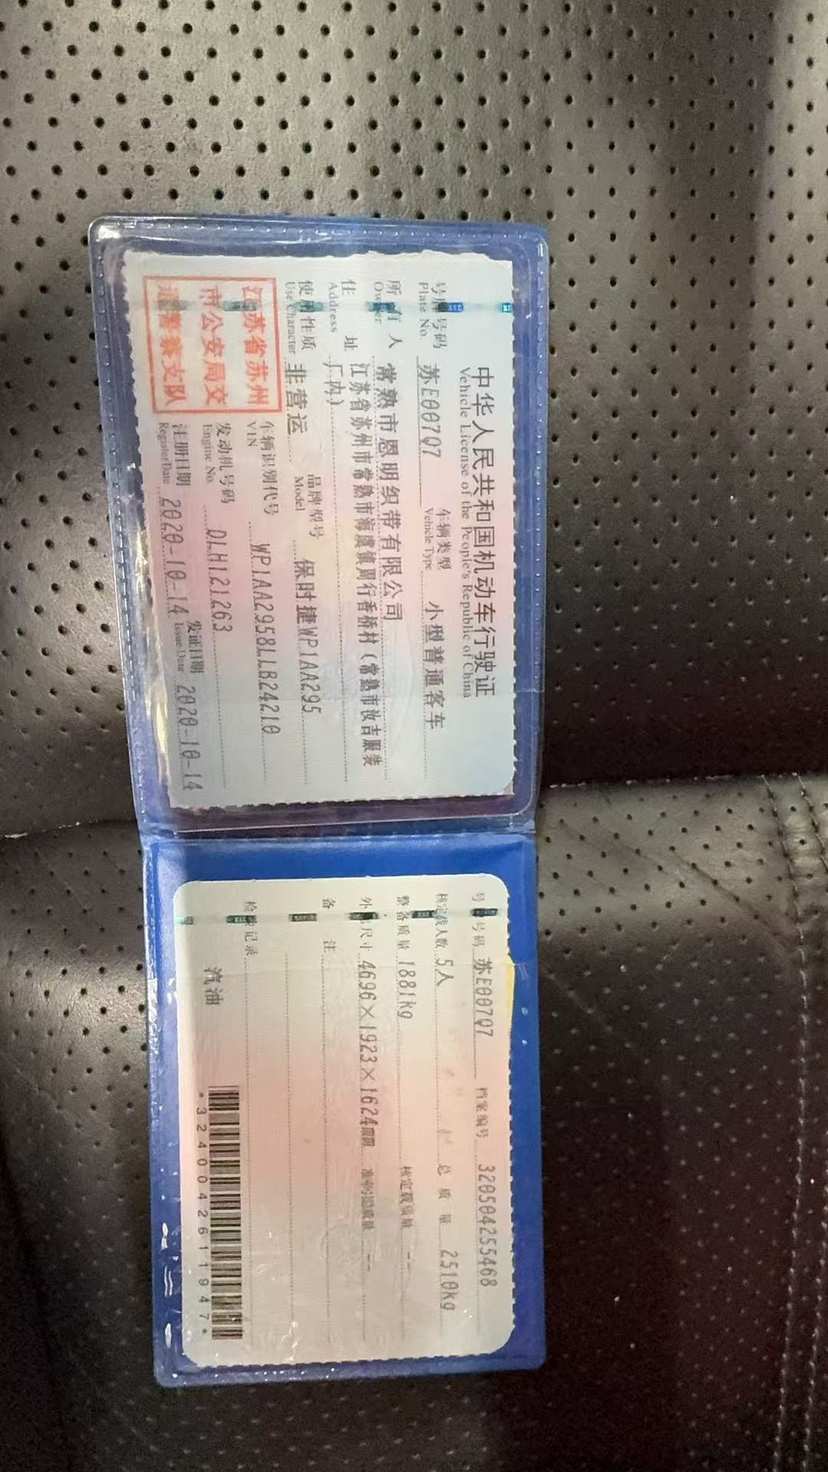 中华人民共和国机动车行驶证
Vehicle License of the People's Republic of China
号牌号码 苏E007Q7 车辆类型 小型普通客车
Plate No. Vehicle Type
所有人 常熟市恩明织带有限公司
Owner
住址 江苏省苏州市常熟市海虞镇周行香桥村(常熟市汝吉服装
Address 厂内)
使用性质 非营运 品牌型号 保时捷WP1AA295
Use Character Model
江苏省苏州
市公安局交
通警察支队
车辆识别代号 WP1AA2958LLB24210
VIN
发动机号码 DLH121263
Engine No.
注册日期 2020-10-14 发证日期 2020-10-14
Register Date Issue Date
号牌号码 苏E007Q7 档案编号 320504255468
核定载人数 5人 总质量 2510kg
整备质量 1881kg 核定载质量 --
外廓尺寸 4696×1923×1624mm 准牵引总质量 --
备注
检验记录
汽油
*3240042611947*